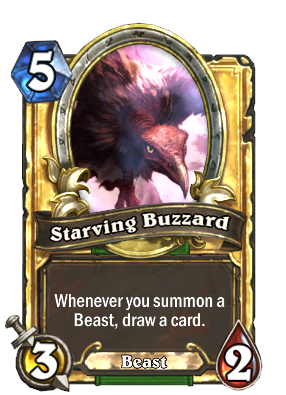 5
Starving Buzzard
Whenever you summon a
Beast, draw a card.
3
Beast
2